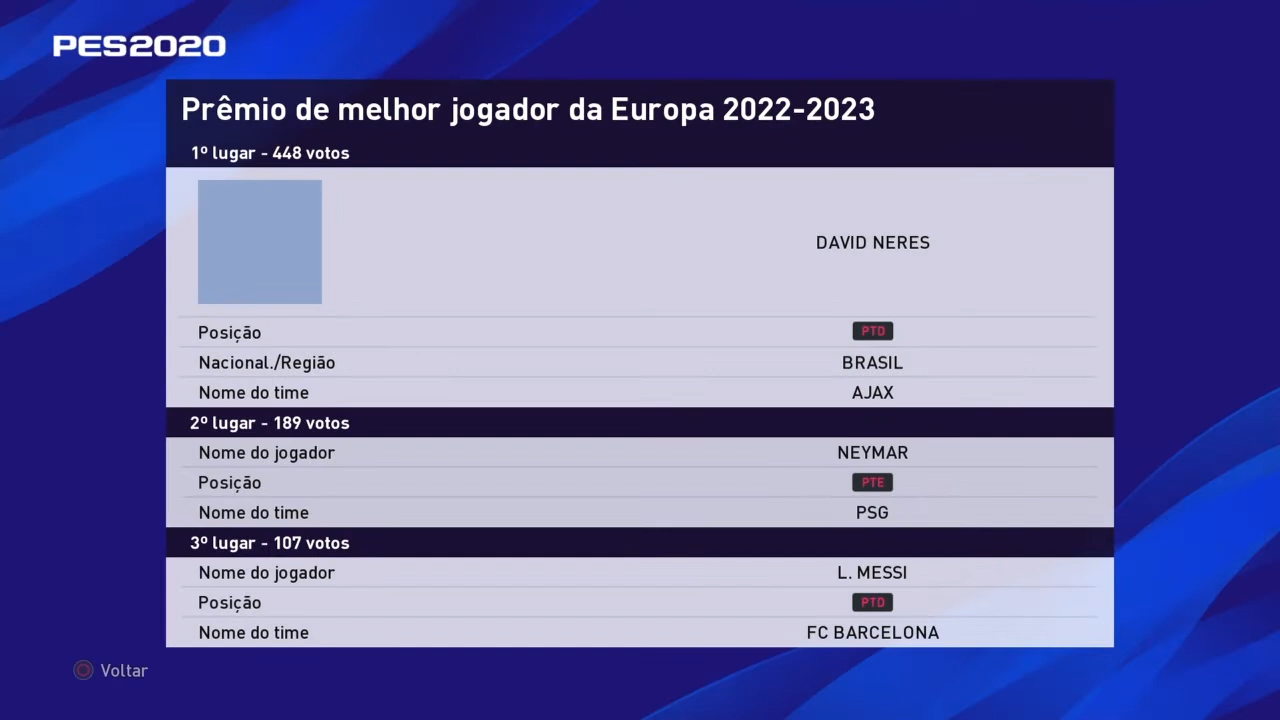 PES2020
Prêmio de melhor jogador da Europa 2022-2023
1º lugar - 448 votos
DAVID NERES
Posição PTD
Nacional./Região BRASIL
Nome do time AJAX
2º lugar - 189 votos
Nome do jogador NEYMAR
Posição PTE
Nome do time PSG
3º lugar - 107 votos
Nome do jogador L. MESSI
Posição PTD
Nome do time FC BARCELONA
Voltar